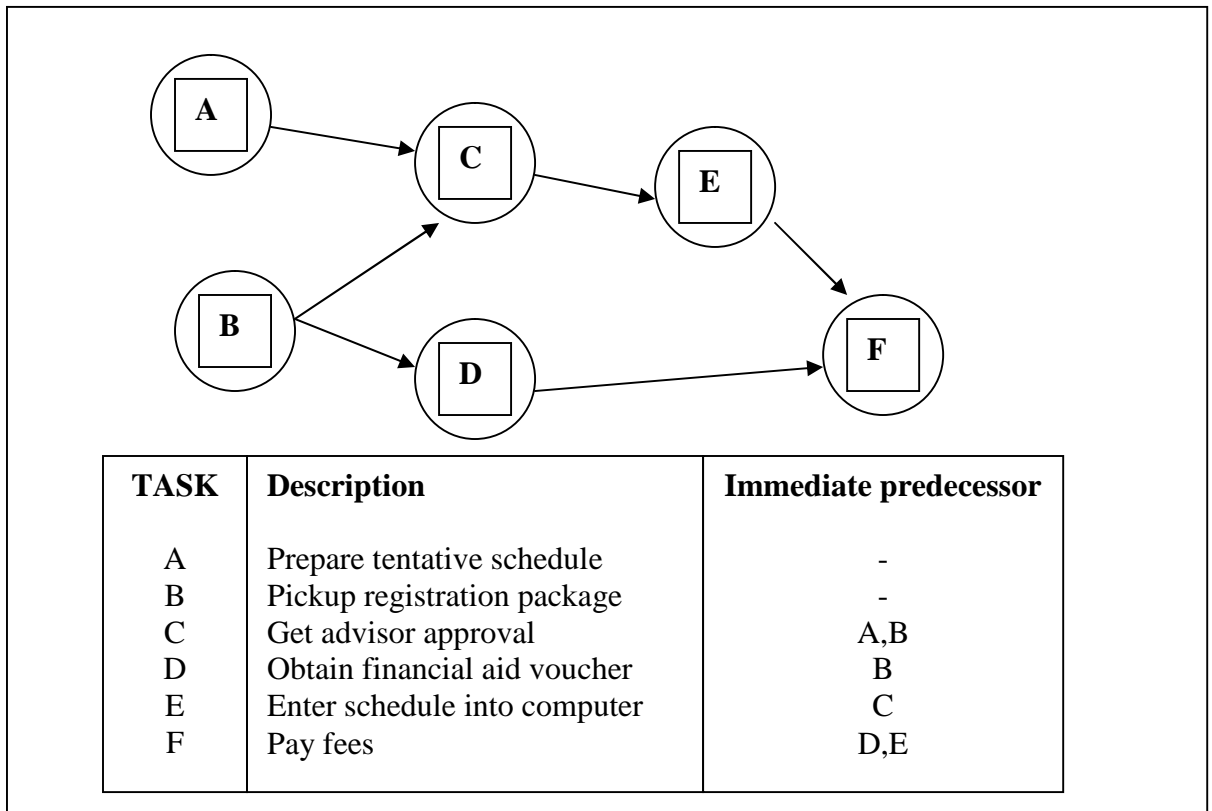 A
C
E
B
D
F
TASK Description Immediate predecessor
A Prepare tentative schedule -
B Pickup registration package -
C Get advisor approval A,B
D Obtain financial aid voucher B
E Enter schedule into computer C
F Pay fees D,E